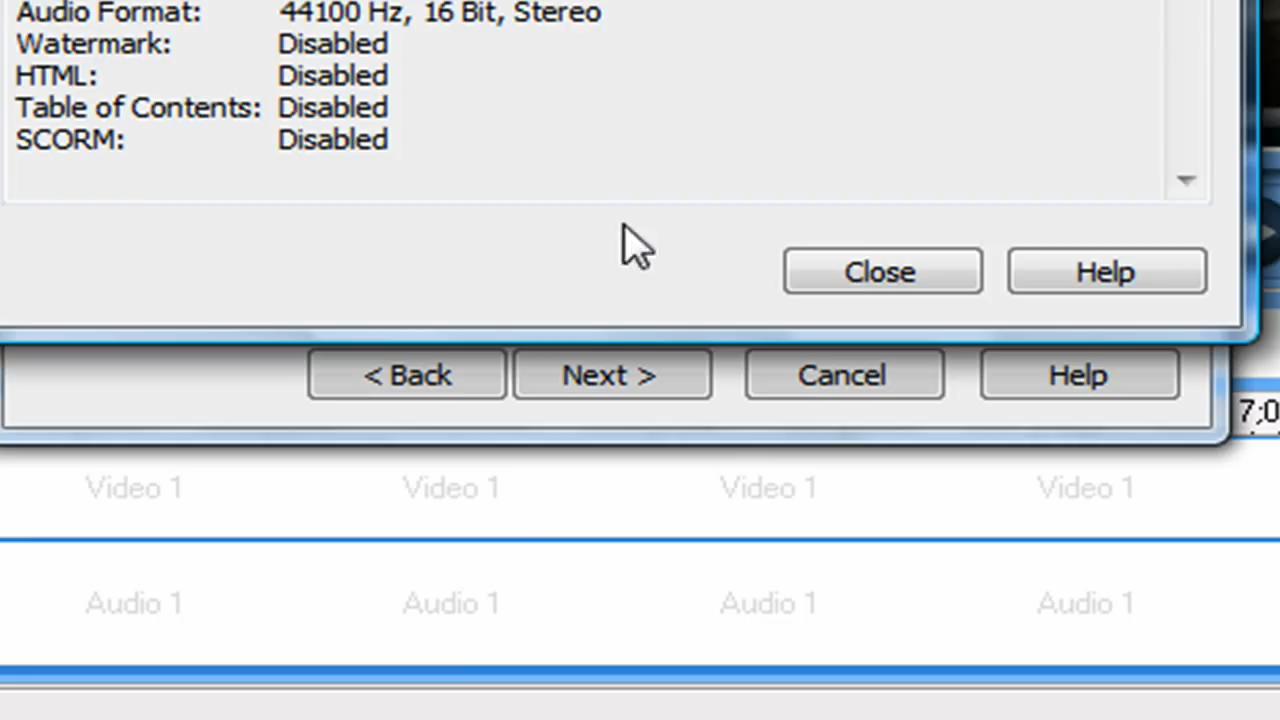 Audio Format: 44100 Hz, 16 Bit, Stereo
Watermark: Disabled
HTML: Disabled
Table of Contents: Disabled
SCORM: Disabled
Close Help
< Back Next > Cancel Help
7;0
Video 1 Video 1 Video 1 Video 1
Audio 1 Audio 1 Audio 1 Audio 1